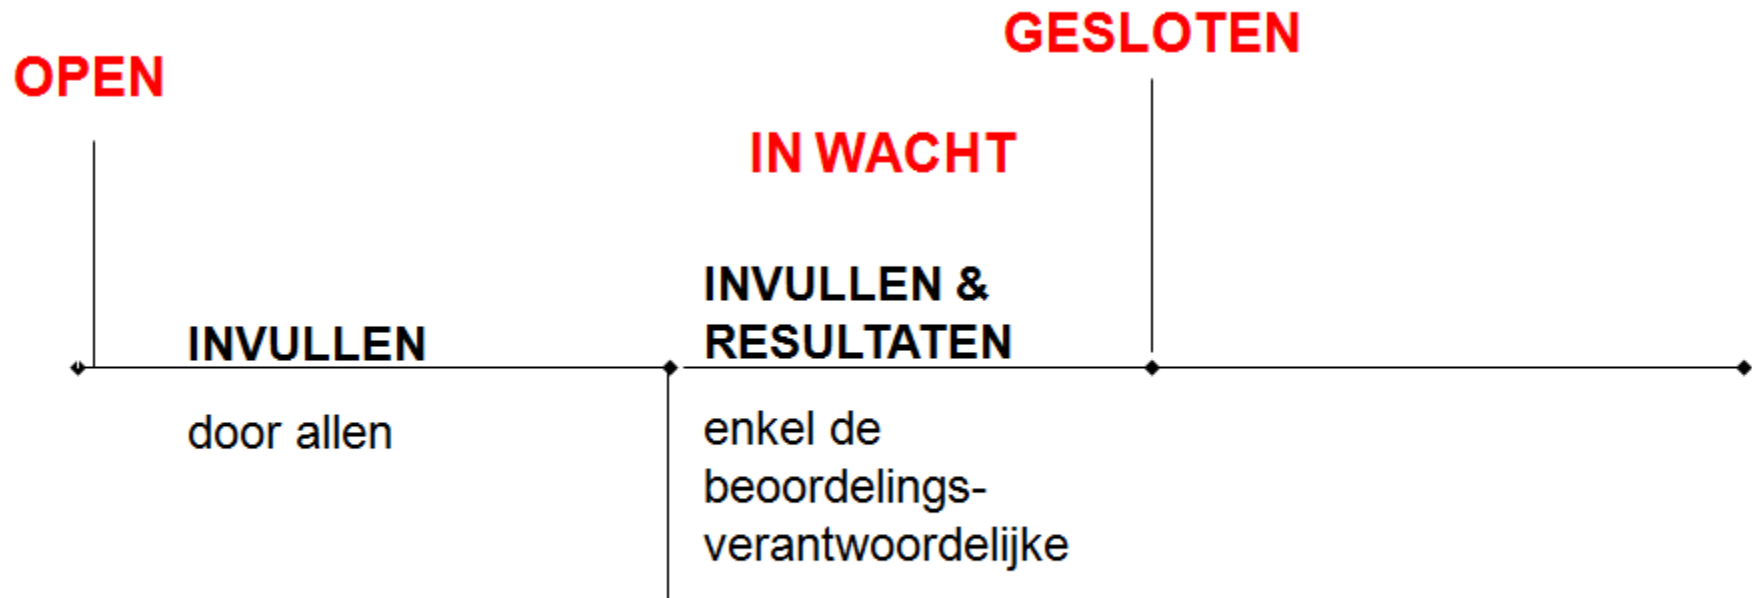 OPEN
GESLOTEN
IN WACHT
INVULLEN
door allen
INVULLEN &
RESULTATEN
enkel de
beoordelings-
verantwoordelijke